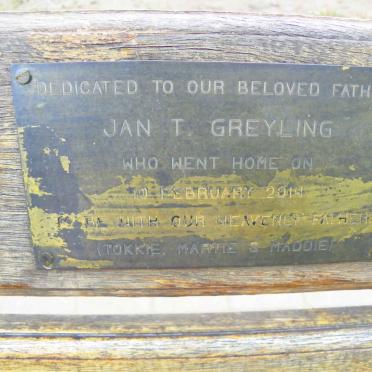 DEDICATED TO OUR BELOVED FATH
JAN T. GREYLING
WHO WENT HOME ON
10 FEBRUARY 2014
TO BE WITH OUR HEAVENLY FATHER
(TOKKIE, MARTIE & MADDIE)